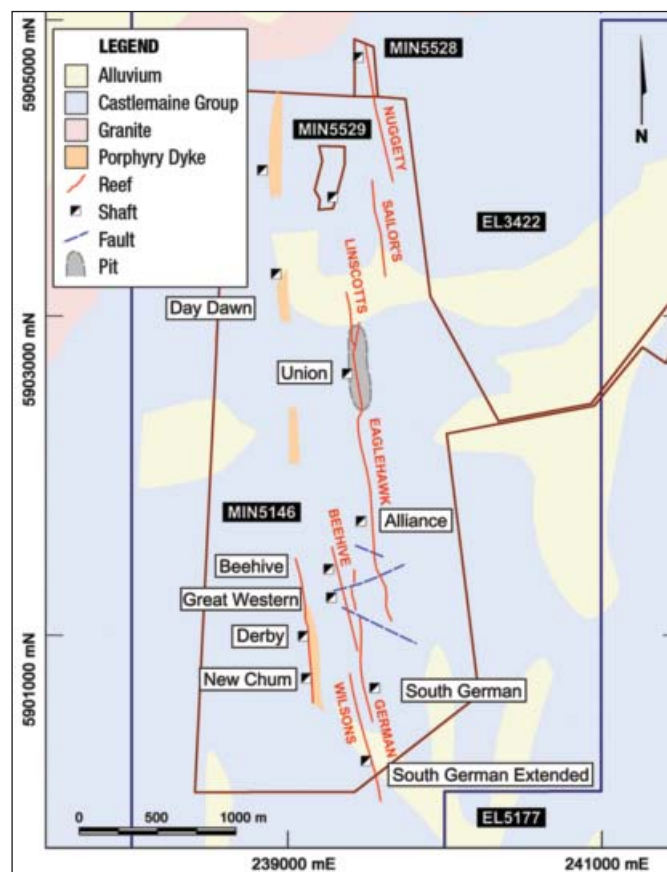 LEGEND
Alluvium
Castlemaine Group
Granite
Porphyry Dyke
Reef
Shaft
Fault
Pit
MIN5528
MIN5529
NUGGETY
N
SAILOR'S
EL3422
LINSCOTTS
Day Dawn
Union
EAGLEHAWK
MIN5146
BEEHIVE
Alliance
Beehive
Great Western
Derby
New Chum
WILSONS
GERMAN
South German
South German Extended
EL5177
0 500 1000 m
5905000 mN
5903000 mN
5901000 mN
239000 mE
241000 mE